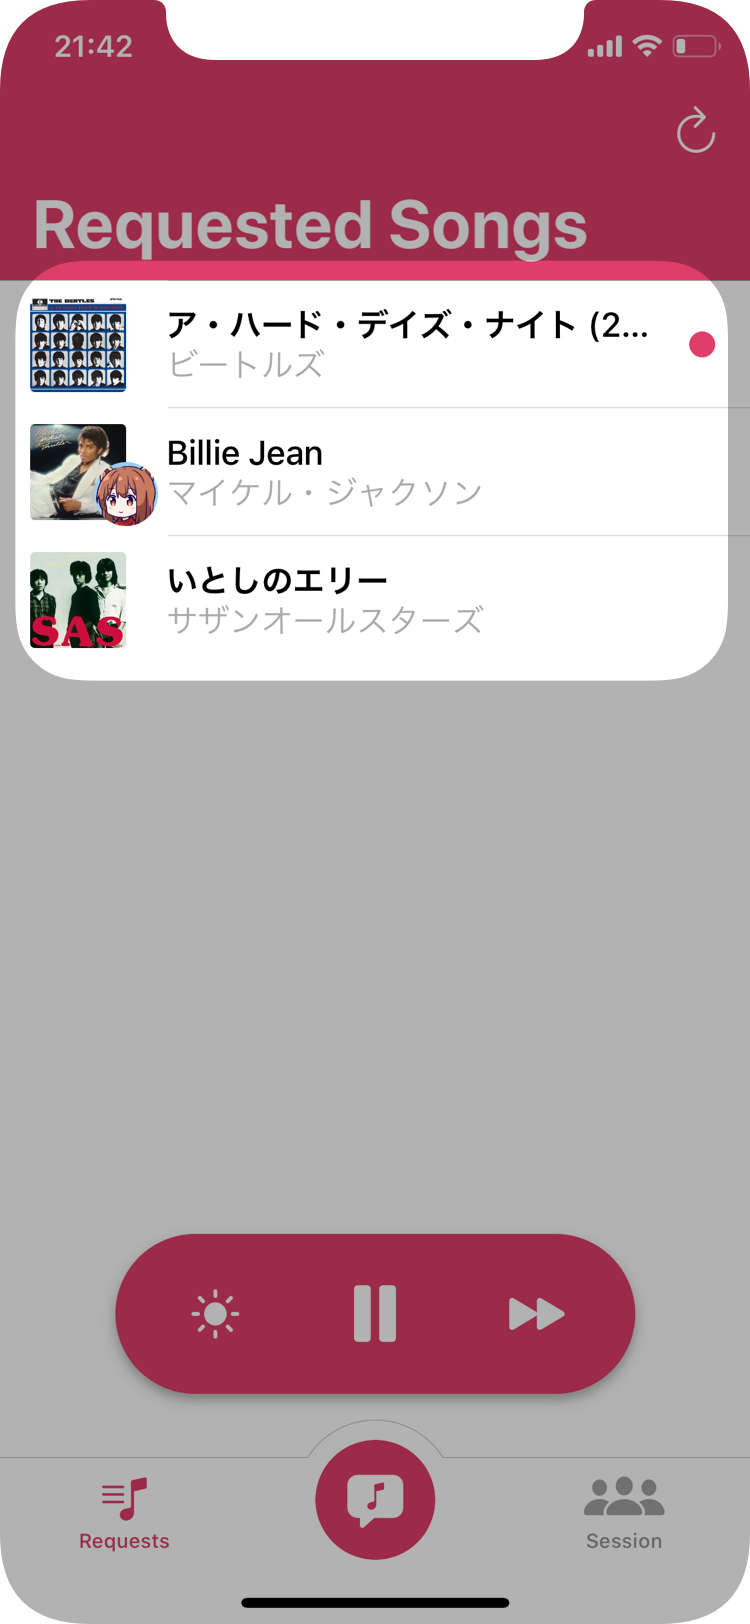 21:42
Requested Songs
THE BEATLES
ア・ハード・デイズ・ナイト (2...
ビートルズ
Billie Jean
マイケル・ジャクソン
SAS
いとしのエリー
サザンオールスターズ
Requests
Session